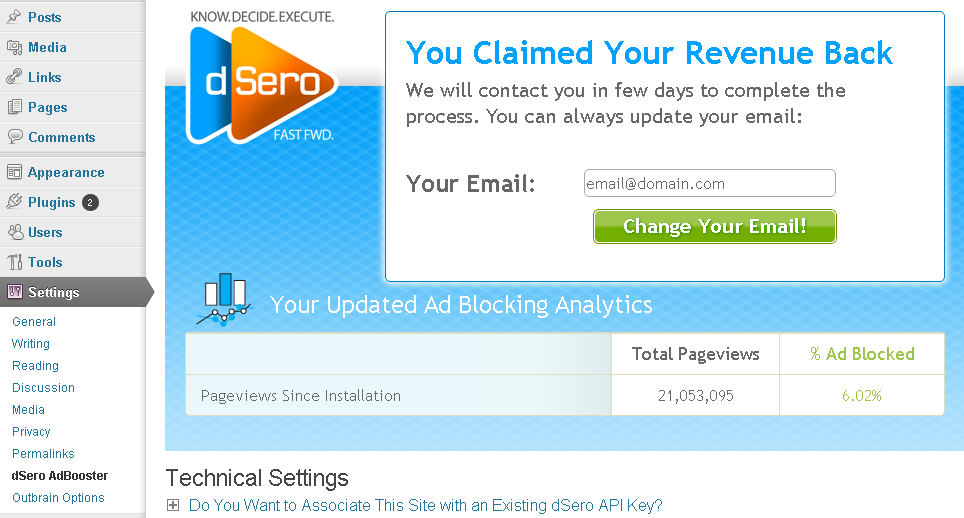 Posts
Media
Links
Pages
Comments
Appearance
Plugins 2
Users
Tools
Settings
General
Writing
Reading
Discussion
Media
Privacy
Permalinks
dSero AdBooster
Outbrain Options
KNOW.DECIDE.EXECUTE.
dSero
FAST FWD.
You Claimed Your Revenue Back
We will contact you in few days to complete the
process. You can always update your email:
Your Email: email@domain.com
Change Your Email!
Your Updated Ad Blocking Analytics
Total Pageviews % Ad Blocked
Pageviews Since Installation 21,053,095 6.02%
Technical Settings
Do You Want to Associate This Site with an Existing dSero API Key?